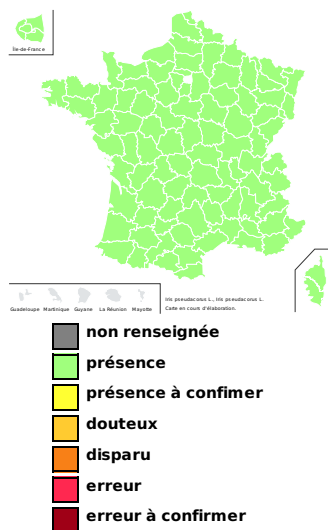 Île-de-France
Guadeloupe Martinique Guyane La Réunion Mayotte
Iris pseudacorus L., Iris pseudacorus L.
Carte en cours d'élaboration.
non renseignée
présence
présence à confimer
douteux
disparu
erreur
erreur à confirmer